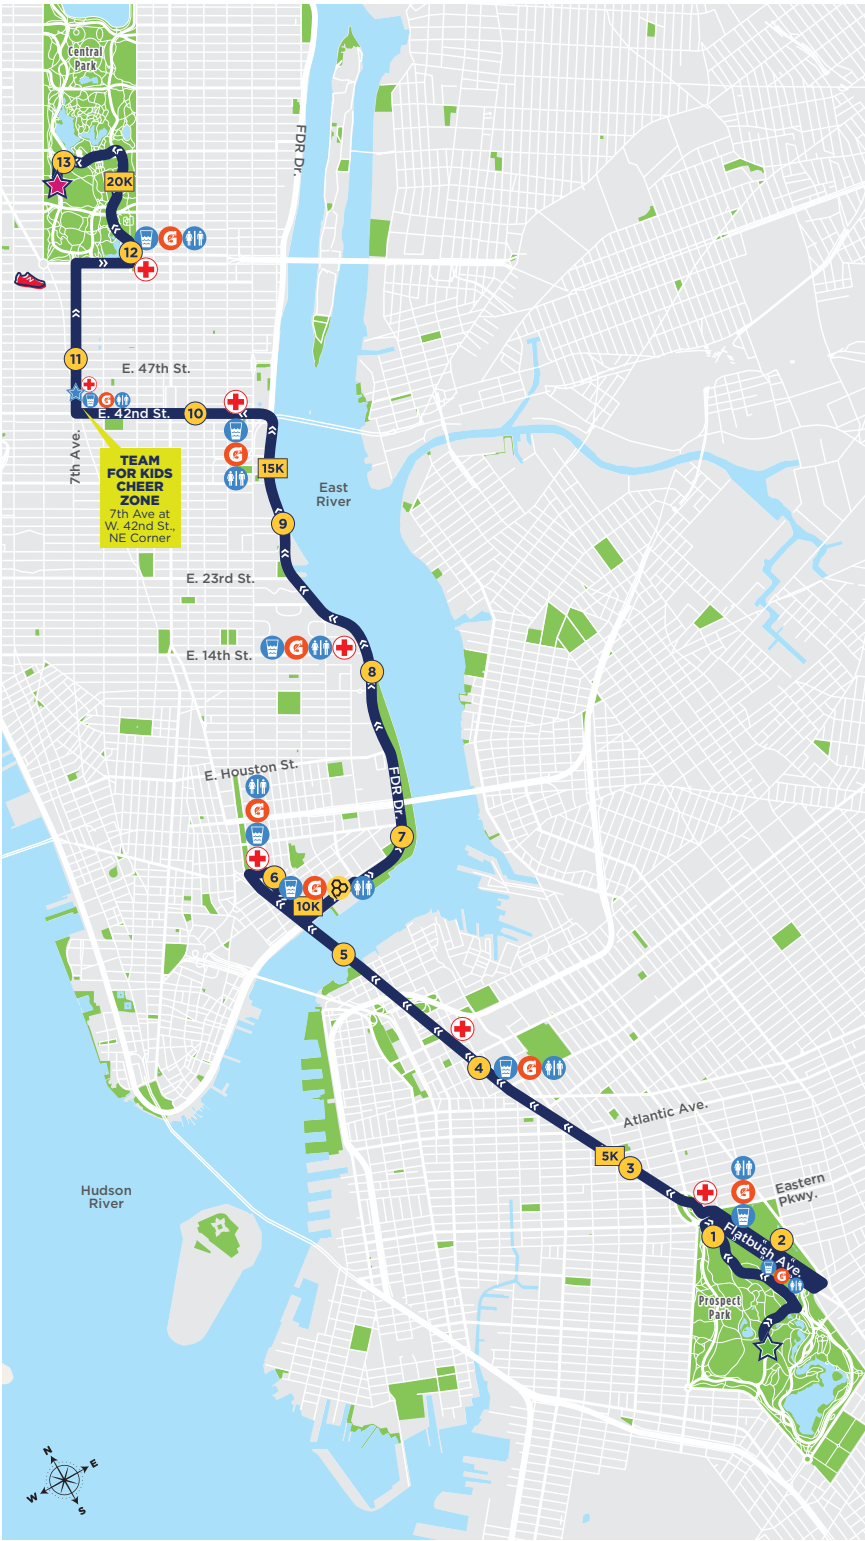 Central
Park
FDR Dr.
13
20K
12
11
E. 47th St.
E. 42nd St.
10
7th Ave.
TEAM
FOR KIDS
CHEER
ZONE
7th Ave at
W. 42nd St.,
NE Corner
15K
East
River
9
E. 23rd St.
E. 14th St.
8
E. Houston St.
FDR Dr.
7
6
10K
5
4
Atlantic Ave.
5K
3
Eastern
Pkwy.
Hudson
River
1
2
Flatbush Ave.
Prospect
Park
N
E
W
S